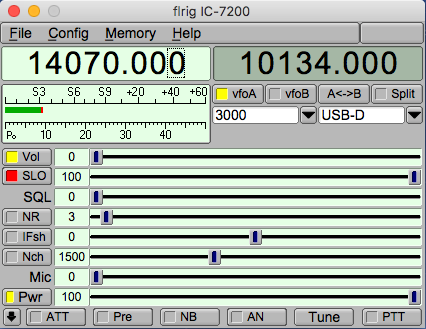 flrig IC-7200
File Config Memory Help
14070.000 10134.000
S3 S6 S9 +20 +40 +60
Po 10 20 30 40
vfoA vfoB A<->B Split
3000 USB-D
Vol 0
SLO 100
SQL 0
NR 3
IFsh 0
Nch 1500
Mic 0
Pwr 100
ATT Pre NB AN Tune PTT